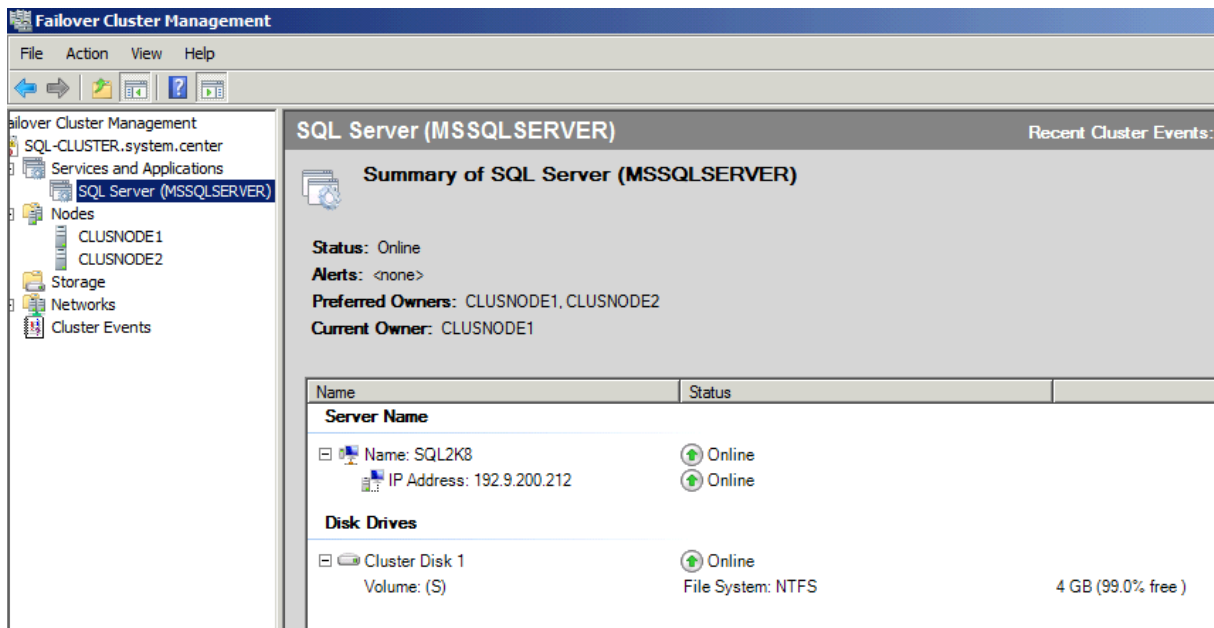 Failover Cluster Management
File Action View Help
ailover Cluster Management
SQL-CLUSTER.system.center
Services and Applications
SQL Server (MSSQLSERVER)
Nodes
CLUSNODE1
CLUSNODE2
Storage
Networks
Cluster Events
SQL Server (MSSQLSERVER) Recent Cluster Events:
Summary of SQL Server (MSSQLSERVER)
Status: Online
Alerts: <none>
Preferred Owners: CLUSNODE1, CLUSNODE2
Current Owner: CLUSNODE1
Name Status
Server Name
Name: SQL2K8 Online
IP Address: 192.9.200.212 Online
Disk Drives
Cluster Disk 1 Online
Volume: (S) File System: NTFS 4 GB (99.0% free )